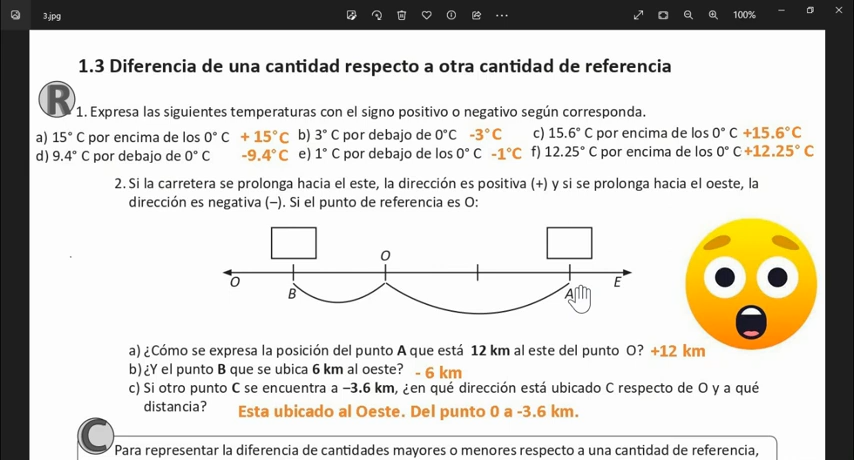 3.jpg
100%
1.3 Diferencia de una cantidad respecto a otra cantidad de referencia
R
1. Expresa las siguientes temperaturas con el signo positivo o negativo según corresponda.
a) 15° C por encima de los 0° C + 15°C b) 3° C por debajo de 0°C -3°C c) 15.6° C por encima de los 0° C +15.6°C
d) 9.4° C por debajo de 0° C -9.4°C e) 1° C por debajo de los 0° C -1°C f) 12.25° C por encima de los 0° C +12.25° C
2. Si la carretera se prolonga hacia el este, la dirección es positiva (+) y si se prolonga hacia el oeste, la
dirección es negativa (−). Si el punto de referencia es O:
O
O E
B A
a) ¿Cómo se expresa la posición del punto A que está 12 km al este del punto O? +12 km
b) ¿Y el punto B que se ubica 6 km al oeste? - 6 km
c) Si otro punto C se encuentra a −3.6 km, ¿en qué dirección está ubicado C respecto de O y a qué
distancia? Esta ubicado al Oeste. Del punto 0 a -3.6 km.
C
Para representar la diferencia de cantidades mayores o menores respecto a una cantidad de referencia,